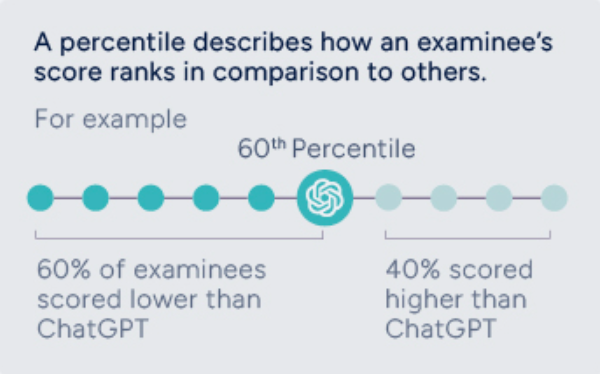 A percentile describes how an examinee's
score ranks in comparison to others.
For example
60th Percentile
60% of examinees
scored lower than
ChatGPT
40% scored
higher than
ChatGPT